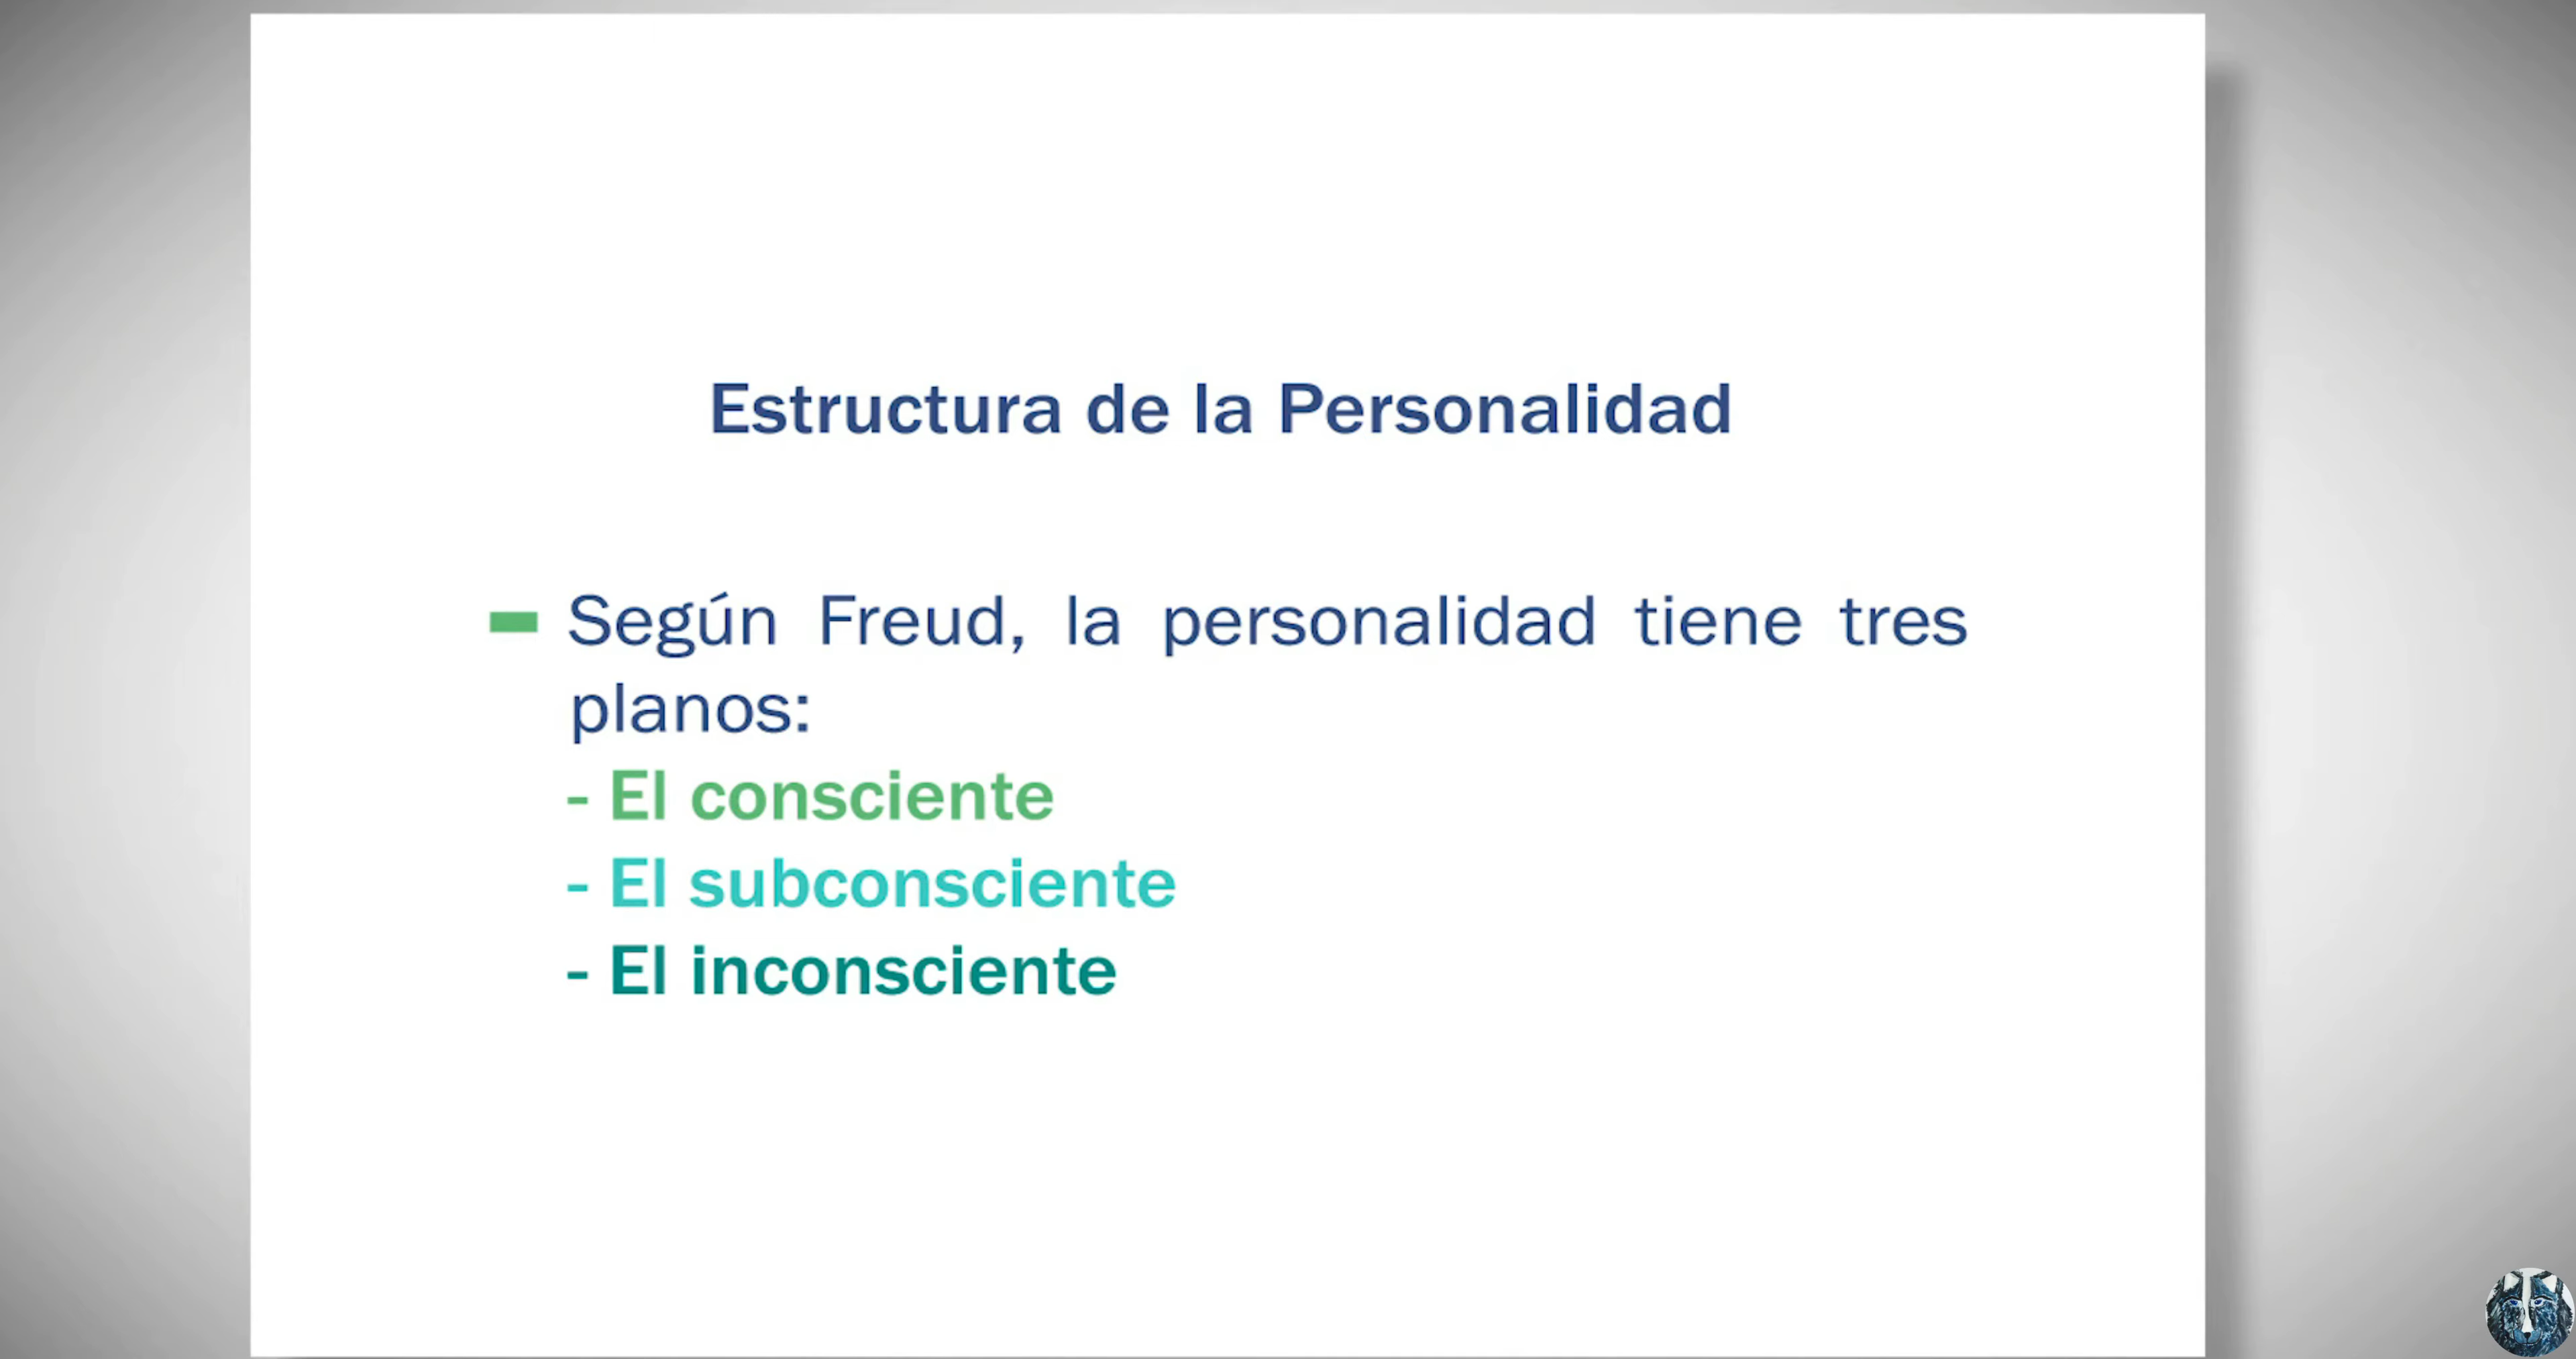 Estructura de la Personalidad
Según Freud, la personalidad tiene tres
planos:
- El consciente
- El subconsciente
- El inconsciente